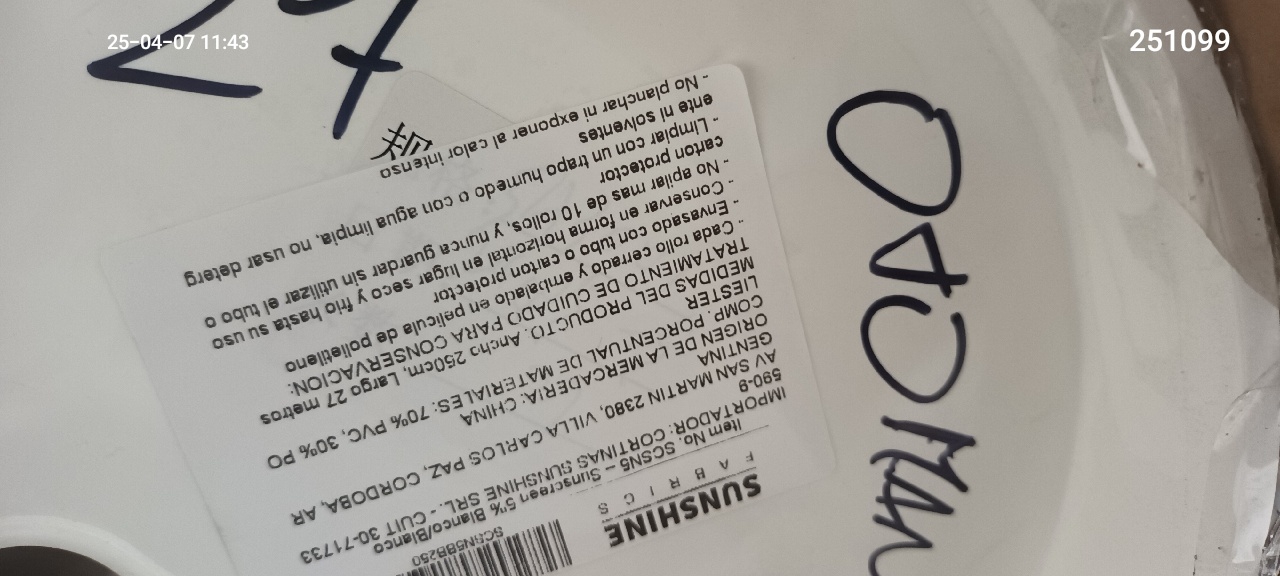 25-04-07 11:43
251099
27
规
SUNSHINE
FABRICS
SCSN5BB250
Item No. SCSN5 – Sunscreen 5% Blanco/Blanco
IMPORTADOR: CORTINAS SUNSHINE SRL. - CUIT 30-71733
590-9
AV SAN MARTIN 2380, VILLA CARLOS PAZ, CORDOBA, AR
GENTINA
ORIGEN DE LA MERCADERIA: CHINA
COMP. PORCENTUAL DE MATERIALES: 70% PVC, 30% PO
LIESTER
MEDIDAS DEL PRODUCTO. Ancho 250cm, Largo 27 metros
TRATAMIENTO DE CUIDADO PARA CONSERVACION:
- Cada rollo cerrado y embalado en pelicula de polietileno
- Envasado con tubo o carton protector
- Conservar en forma horizontal en lugar seco y frio hasta su uso
- No apilar mas de 10 rollos, y nunca guardar sin utilizar el tubo o
carton protector
- Limpiar con un trapo humedo o con agua limpia, no usar deterg
ente ni solventes
- No planchar ni exponer al calor intenso